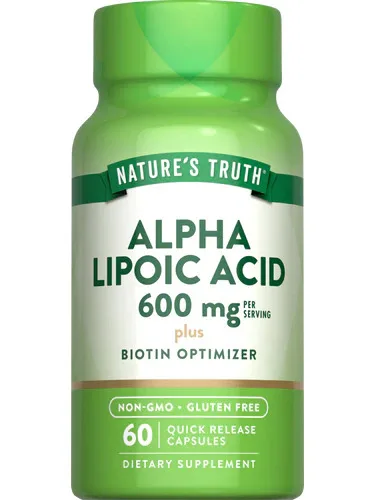 NATURE'S TRUTH®
ALPHA
LIPOIC ACID
600 mg PER SERVING
plus
BIOTIN OPTIMIZER
NON-GMO • GLUTEN FREE
60 QUICK RELEASE CAPSULES
DIETARY SUPPLEMENT